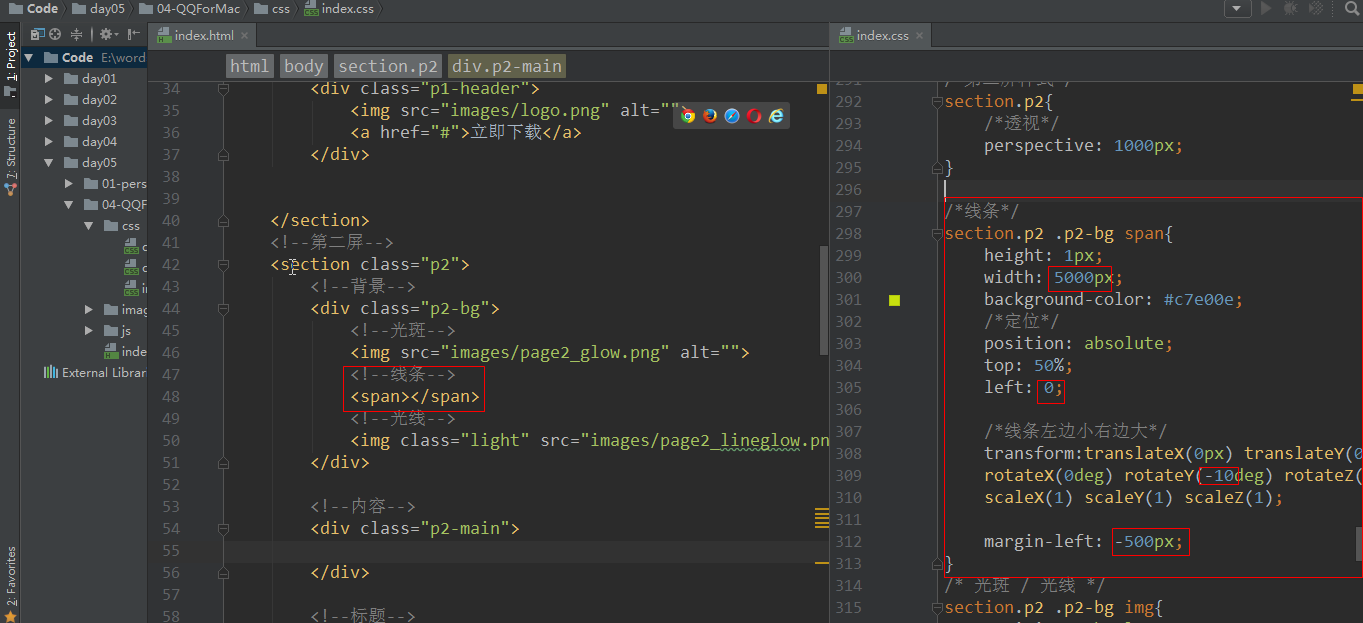 Code day05 04-QQForMac css index.css
index.html
index.css
1: Project
7: Structure
2: Favorites
Code E:\word
day01
day02
day03
day04
day05
01-pers
04-QQF
css
imag
js
inde
External Librar
html body section.p2 div.p2-main
34 <div class="p1-header">
35 <img src="images/logo.png" alt="">
36 <a href="#">立即下载</a>
37 </div>
38
39
40 </section>
41 <!--第二屏-->
42 <section class="p2">
43 <!--背景-->
44 <div class="p2-bg">
45 <!--光斑-->
46 <img src="images/page2_glow.png" alt="">
47 <!--线条-->
48 <span></span>
49 <!--光线-->
50 <img class="light" src="images/page2_lineglow.pn
51 </div>
52
53 <!--内容-->
54 <div class="p2-main">
55
56 </div>
57
58 <!--标题-->
292 section.p2{
293 /*透视*/
294 perspective: 1000px;
295 }
296
297 /*线条*/
298 section.p2 .p2-bg span{
299 height: 1px;
300 width: 5000px;
301 background-color: #c7e00e;
302 /*定位*/
303 position: absolute;
304 top: 50%;
305 left: 0;
306
307 /*线条左边小右边大*/
308 transform:translateX(0px) translateY(0
309 rotateX(0deg) rotateY(-10deg) rotateZ(
310 scaleX(1) scaleY(1) scaleZ(1);
311
312 margin-left: -500px;
313 }
314 /* 光斑 / 光线 */
315 section.p2 .p2-bg img{